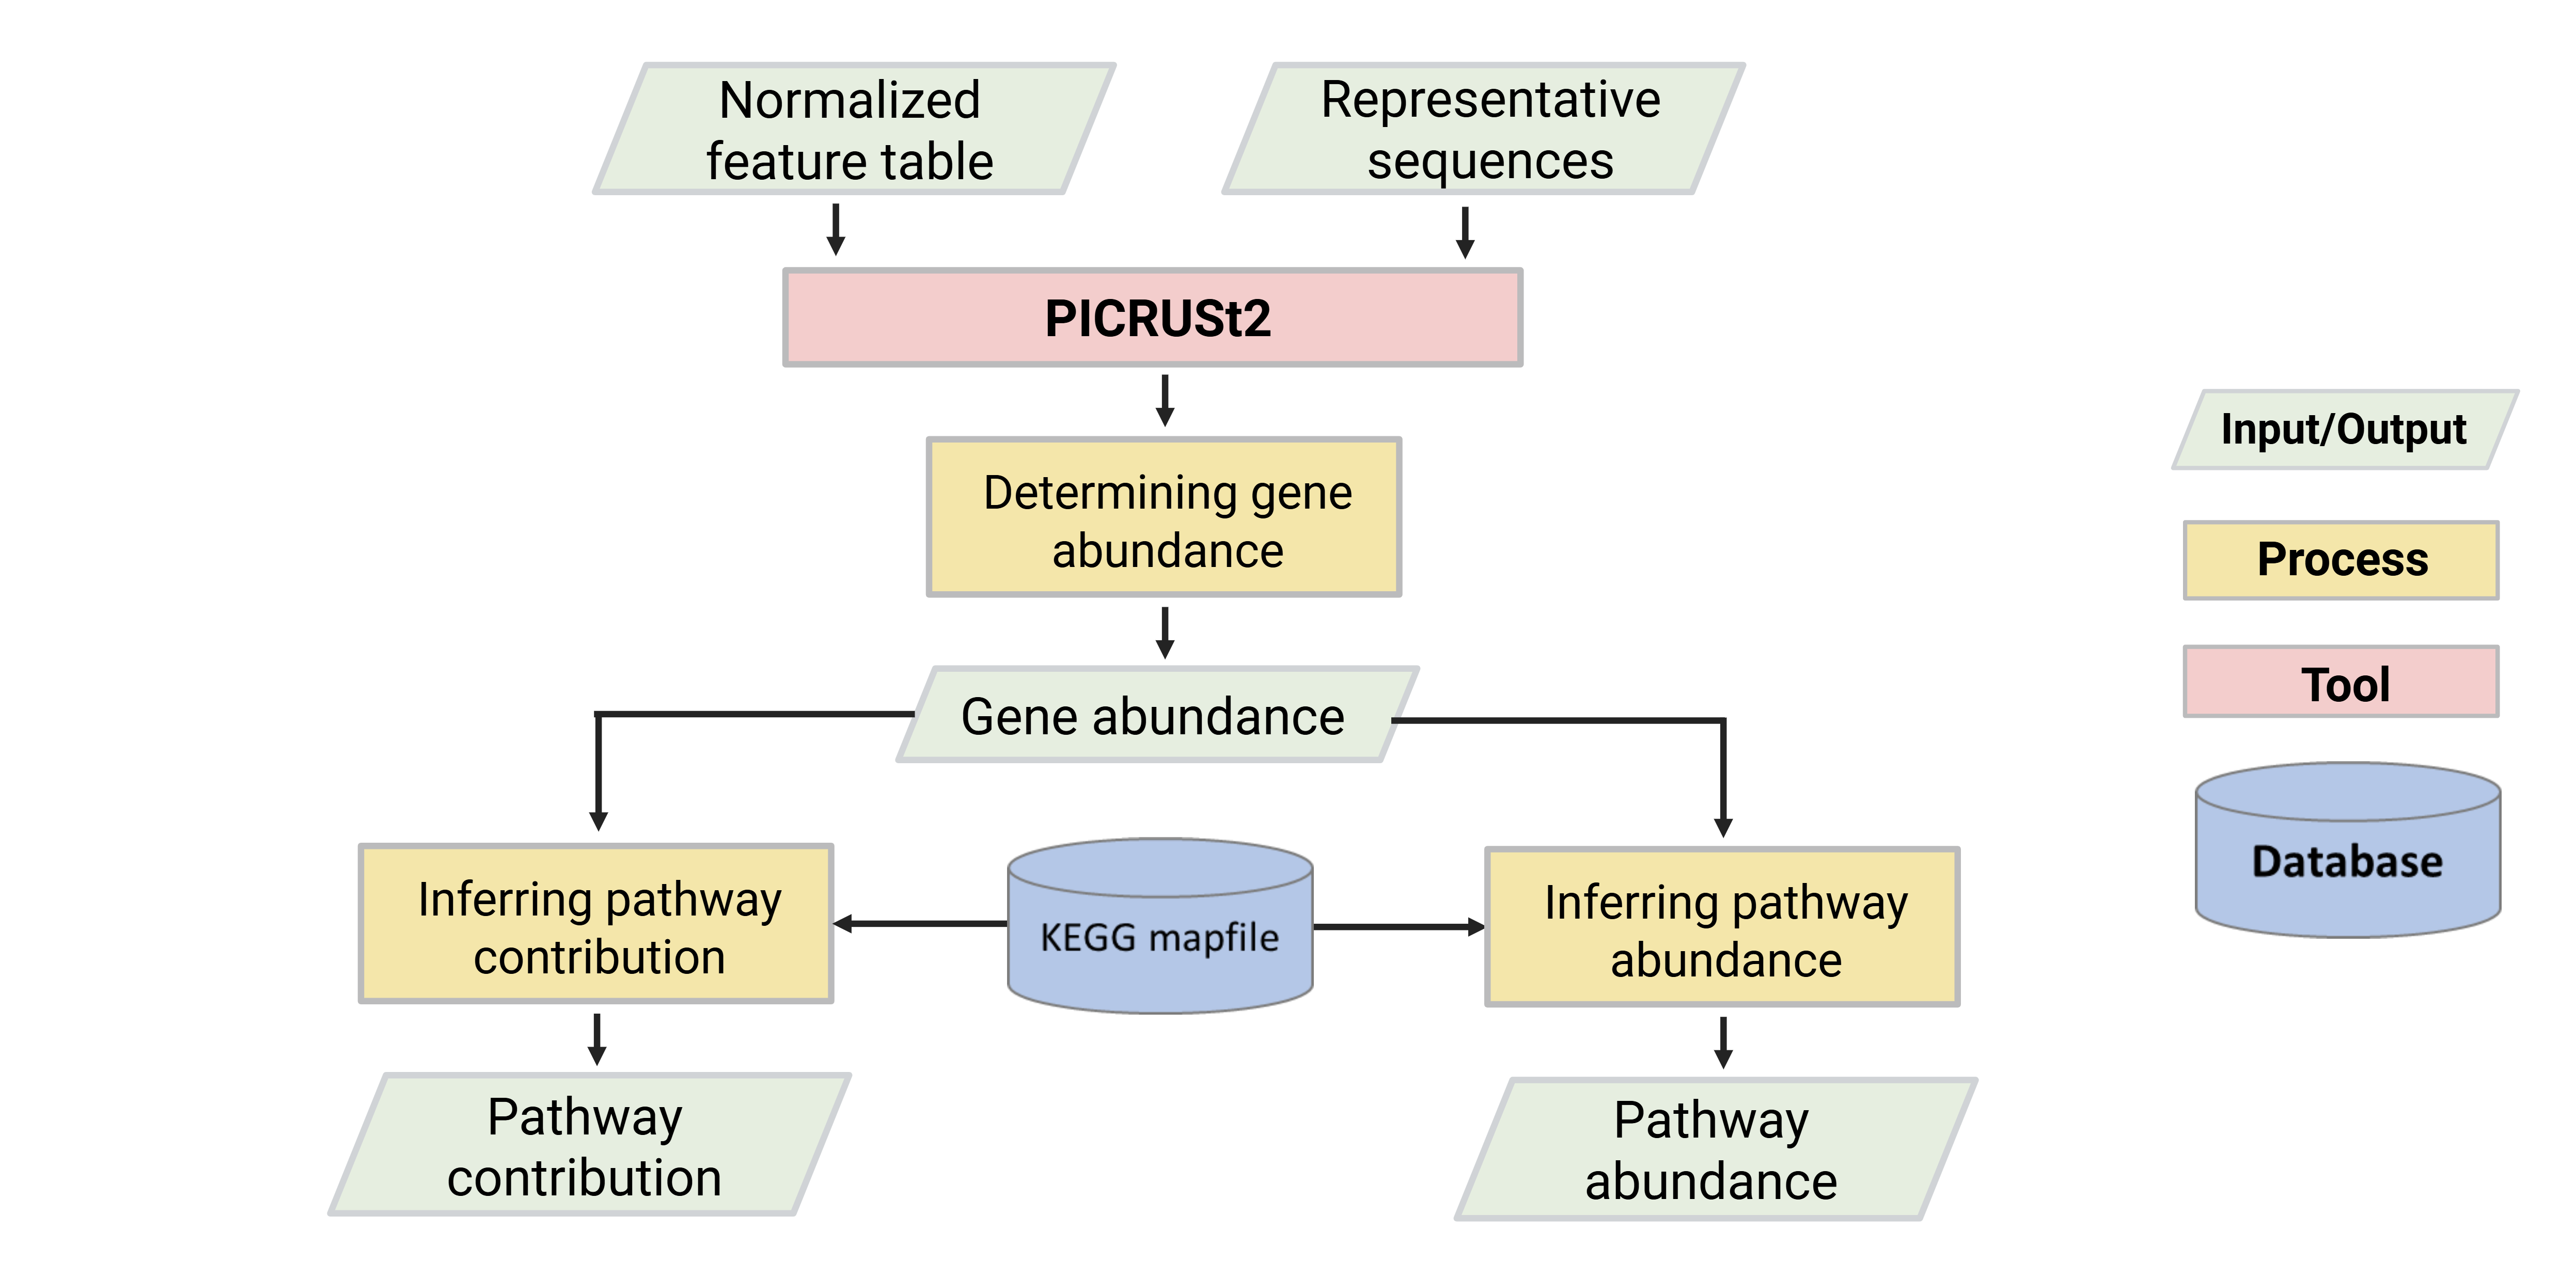 Normalized
feature table
Representative
sequences
PICRUSt2
Determining gene
abundance
Gene abundance
Inferring pathway
contribution
KEGG mapfile
Inferring pathway
abundance
Pathway
contribution
Pathway
abundance
Input/Output
Process
Tool
Database